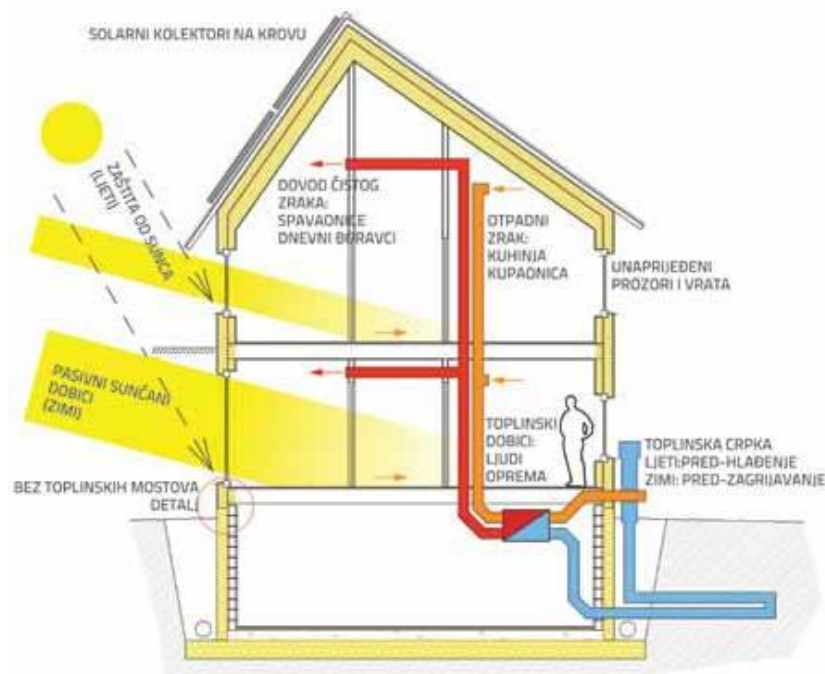 SOLARNI KOLEKTORI NA KROVU
ZAŠTITA OD SUNCA
(LJETI)
DOVOD ČISTOG
ZRAKA:
SPAVAONICE
DNEVNI BORAVCI
OTPADNI
ZRAK:
KUHINJA
KUPAONICA
UNAPRIJEĐENI
PROZORI I VRATA
PASIVNI SUNČANI
DOBICI
(ZIMI)
TOPLINSKI
DOBICI:
LJUDI
OPREMA
TOPLINSKA CRPKA
LJETI:PRED-HLAĐENJE
ZIMI: PRED-ZAGRIJAVANJE
BEZ TOPLINSKIH MOSTOVA
DETALJ